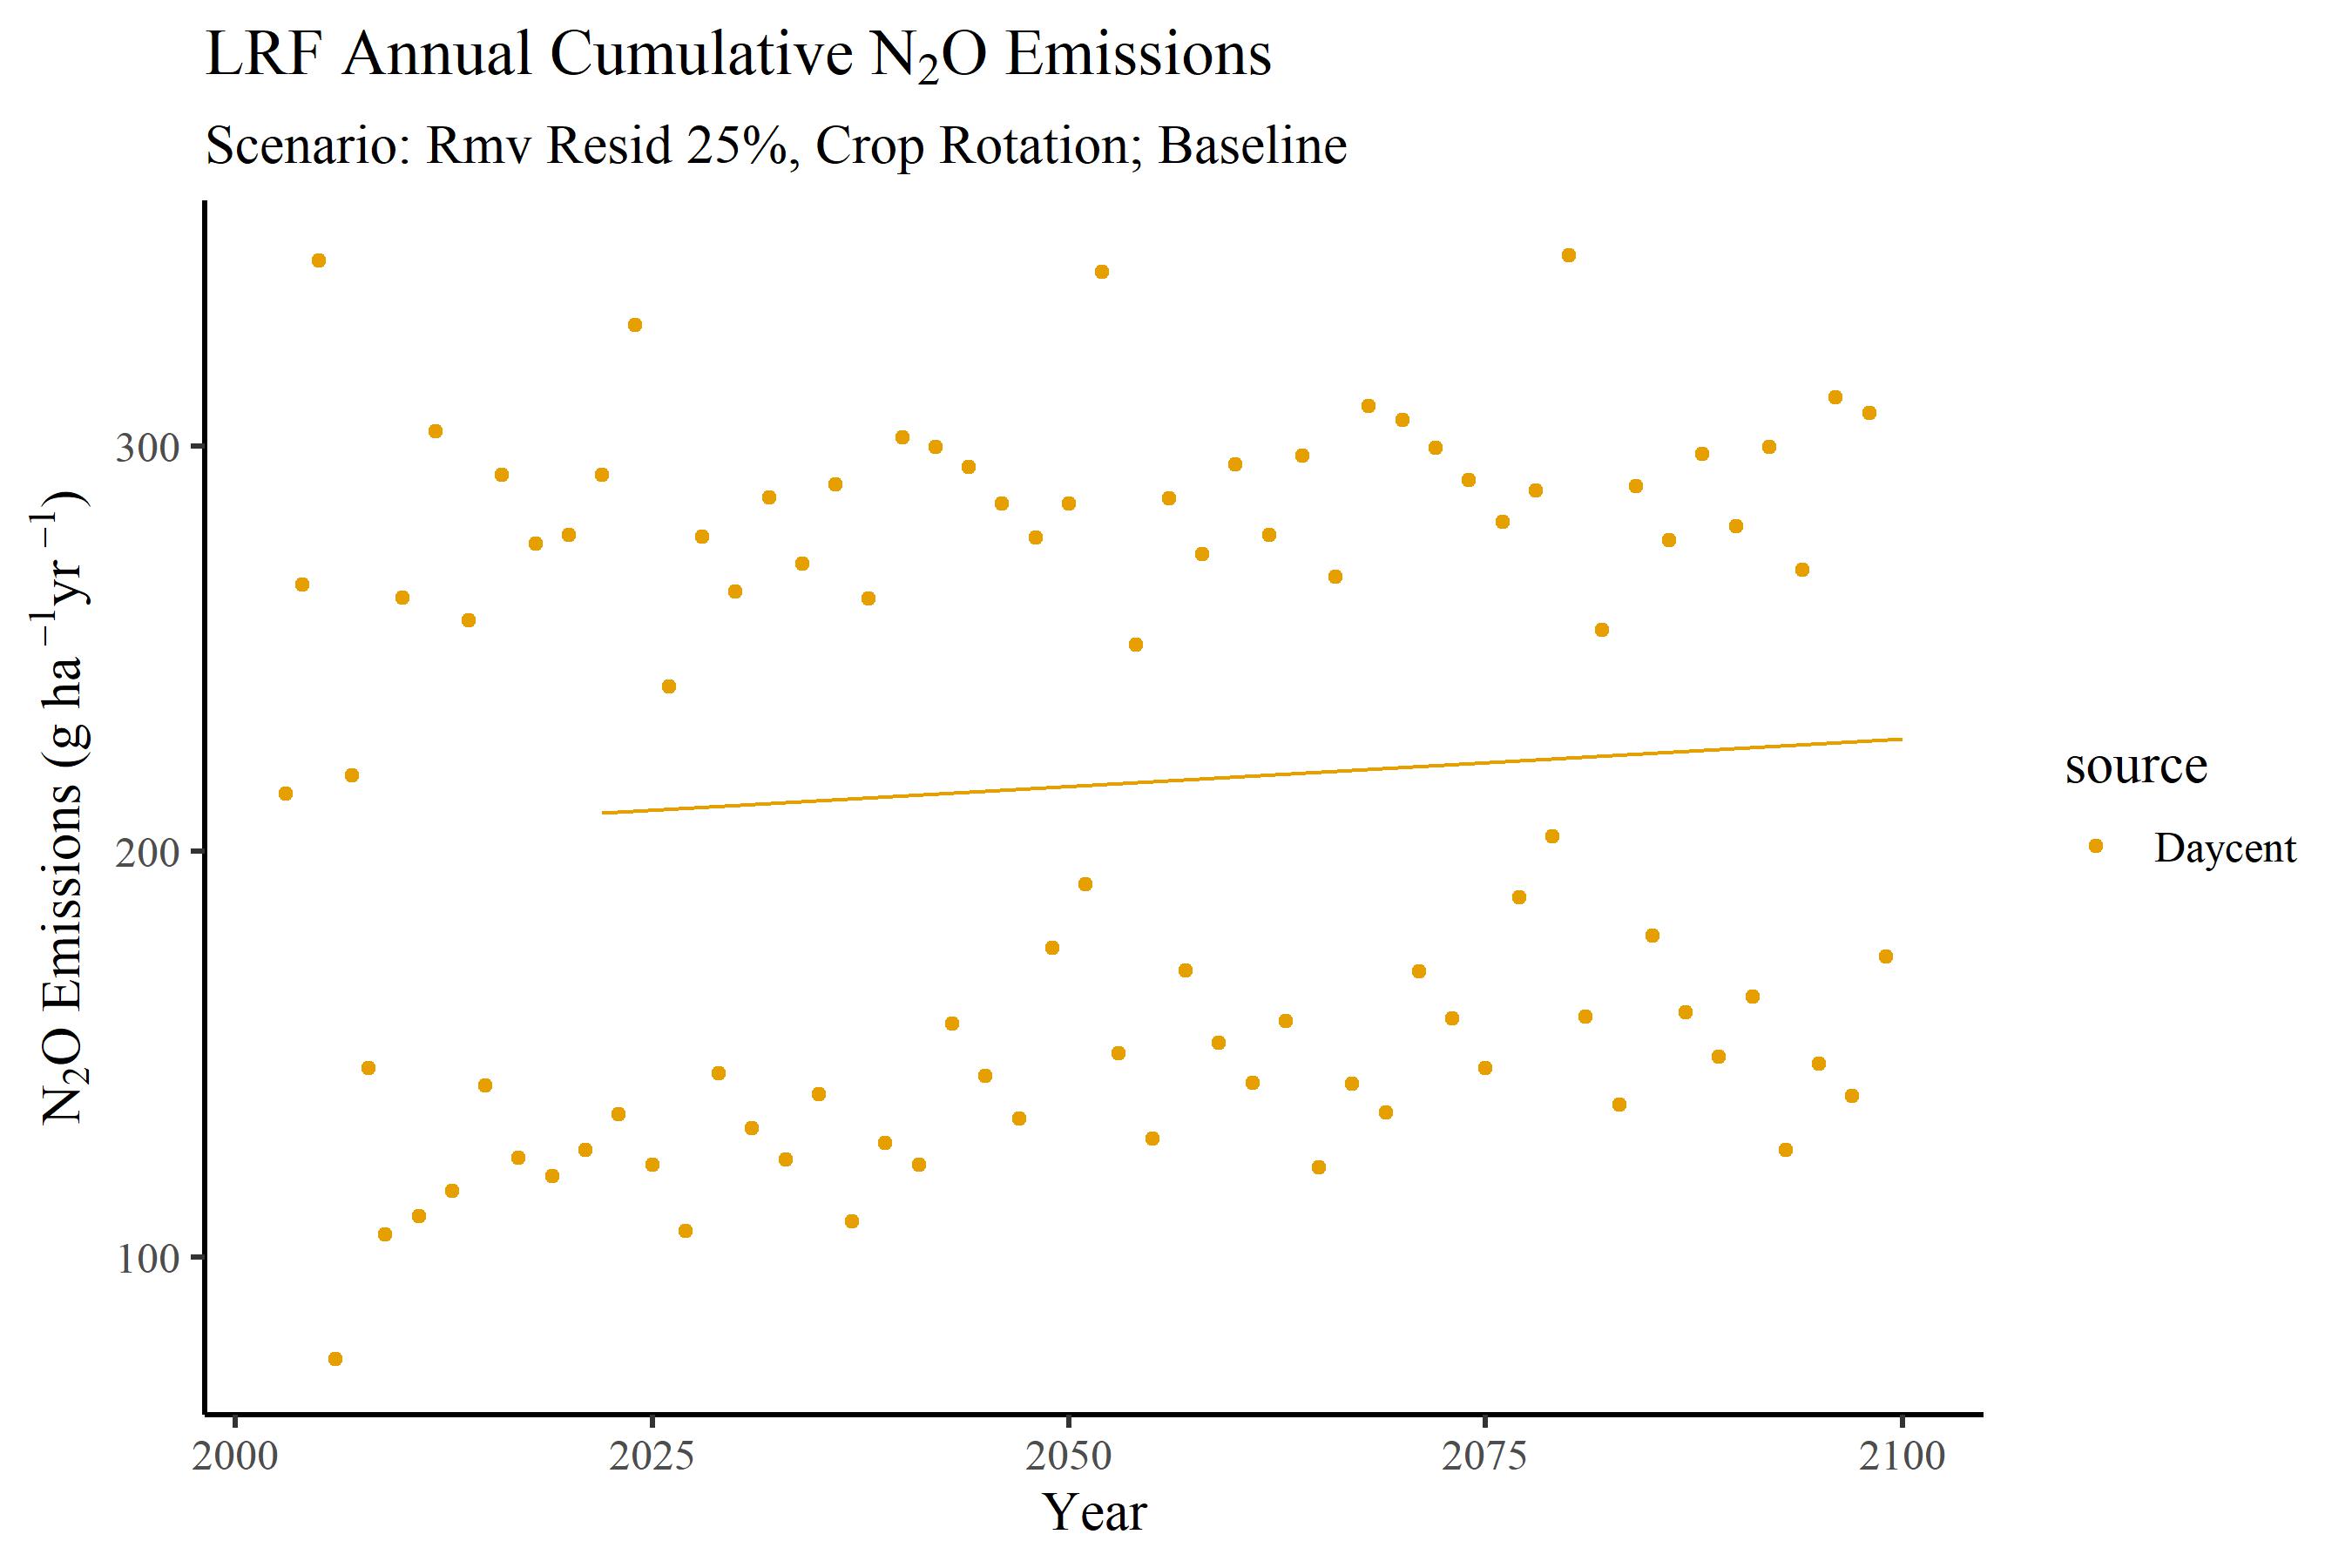 LRF Annual Cumulative N₂O Emissions
Scenario: Rmv Resid 25%, Crop Rotation; Baseline
N₂O Emissions (g ha ⁻¹yr ⁻¹)
300
200
100
2000 2025 2050 2075 2100
Year
source
Daycent